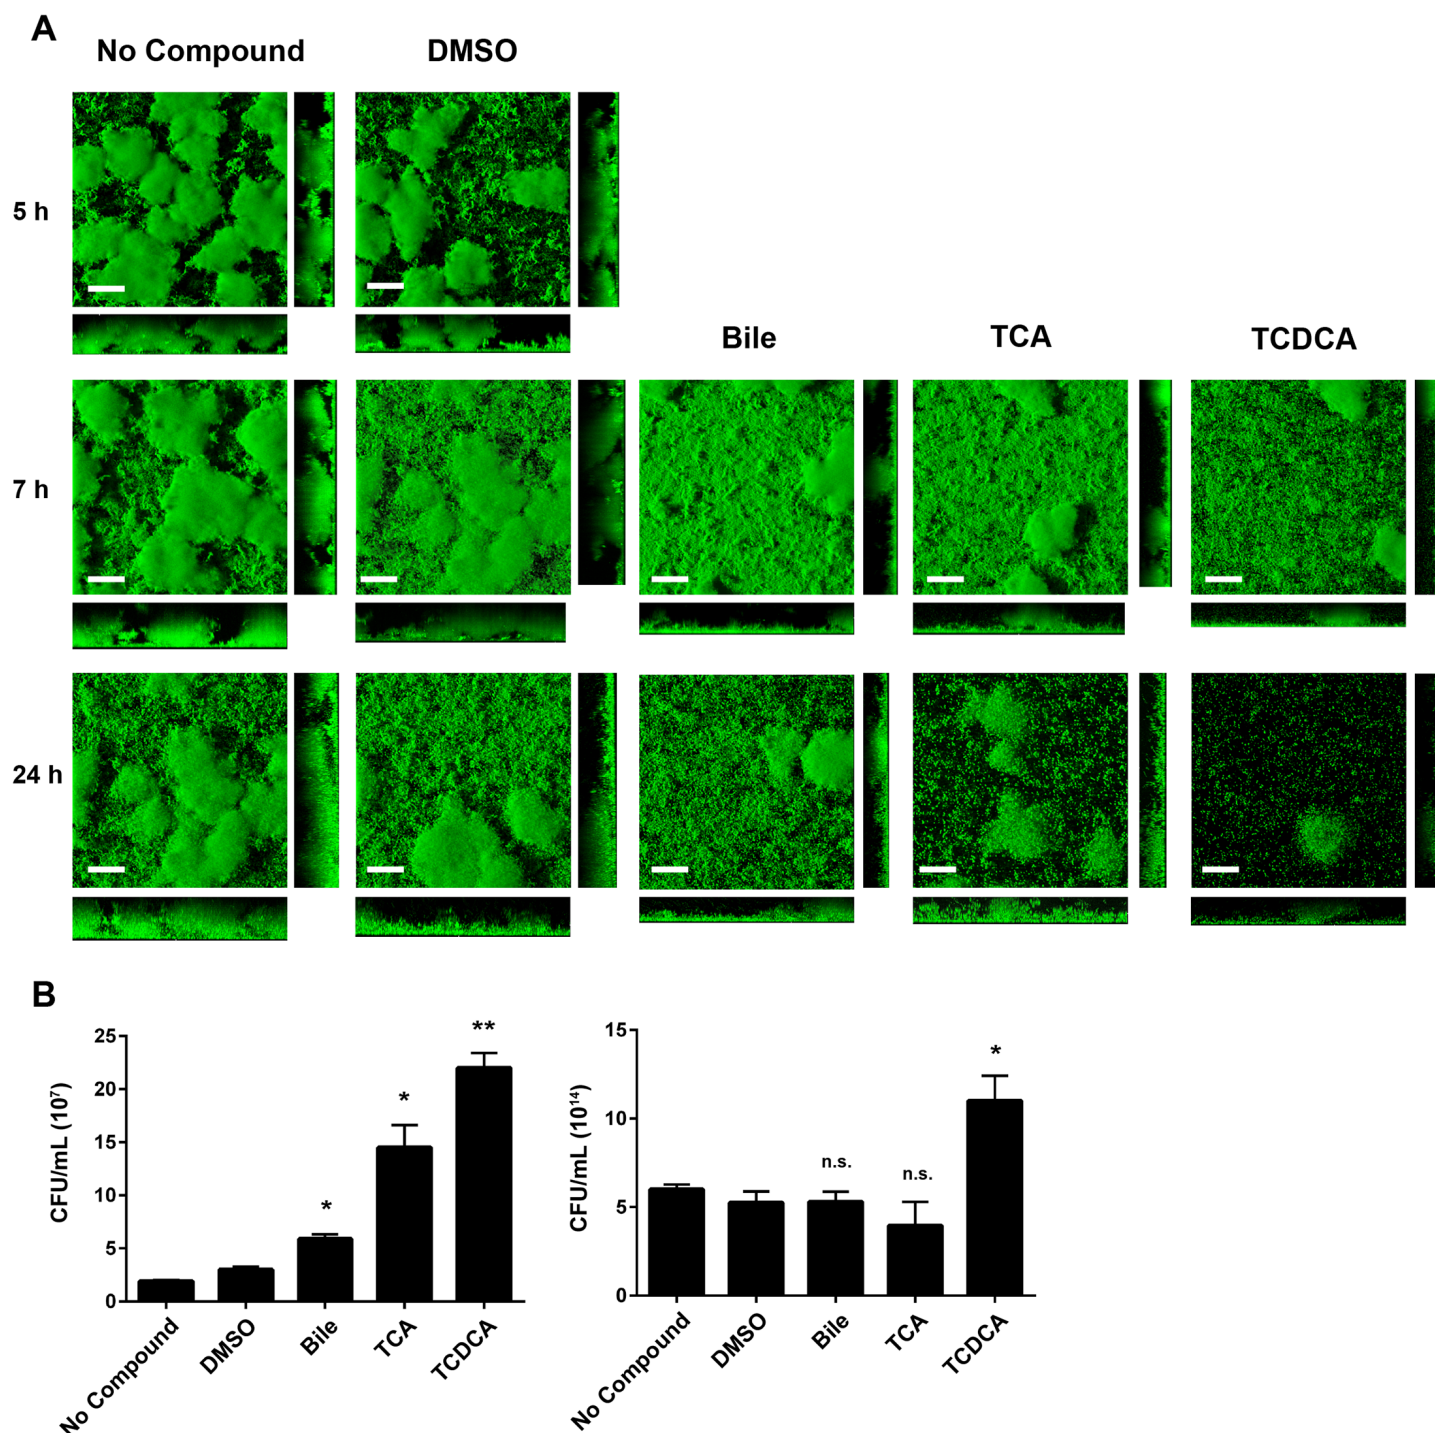 A
No Compound
DMSO
5 h
Bile
TCA
TCDCA
7 h
24 h
B
CFU/mL (10⁷)
25
20
15
10
5
0
*
*
**
No Compound
DMSO
Bile
TCA
TCDCA
CFU/mL (10¹⁴)
15
10
5
0
n.s.
n.s.
*
No Compound
DMSO
Bile
TCA
TCDCA